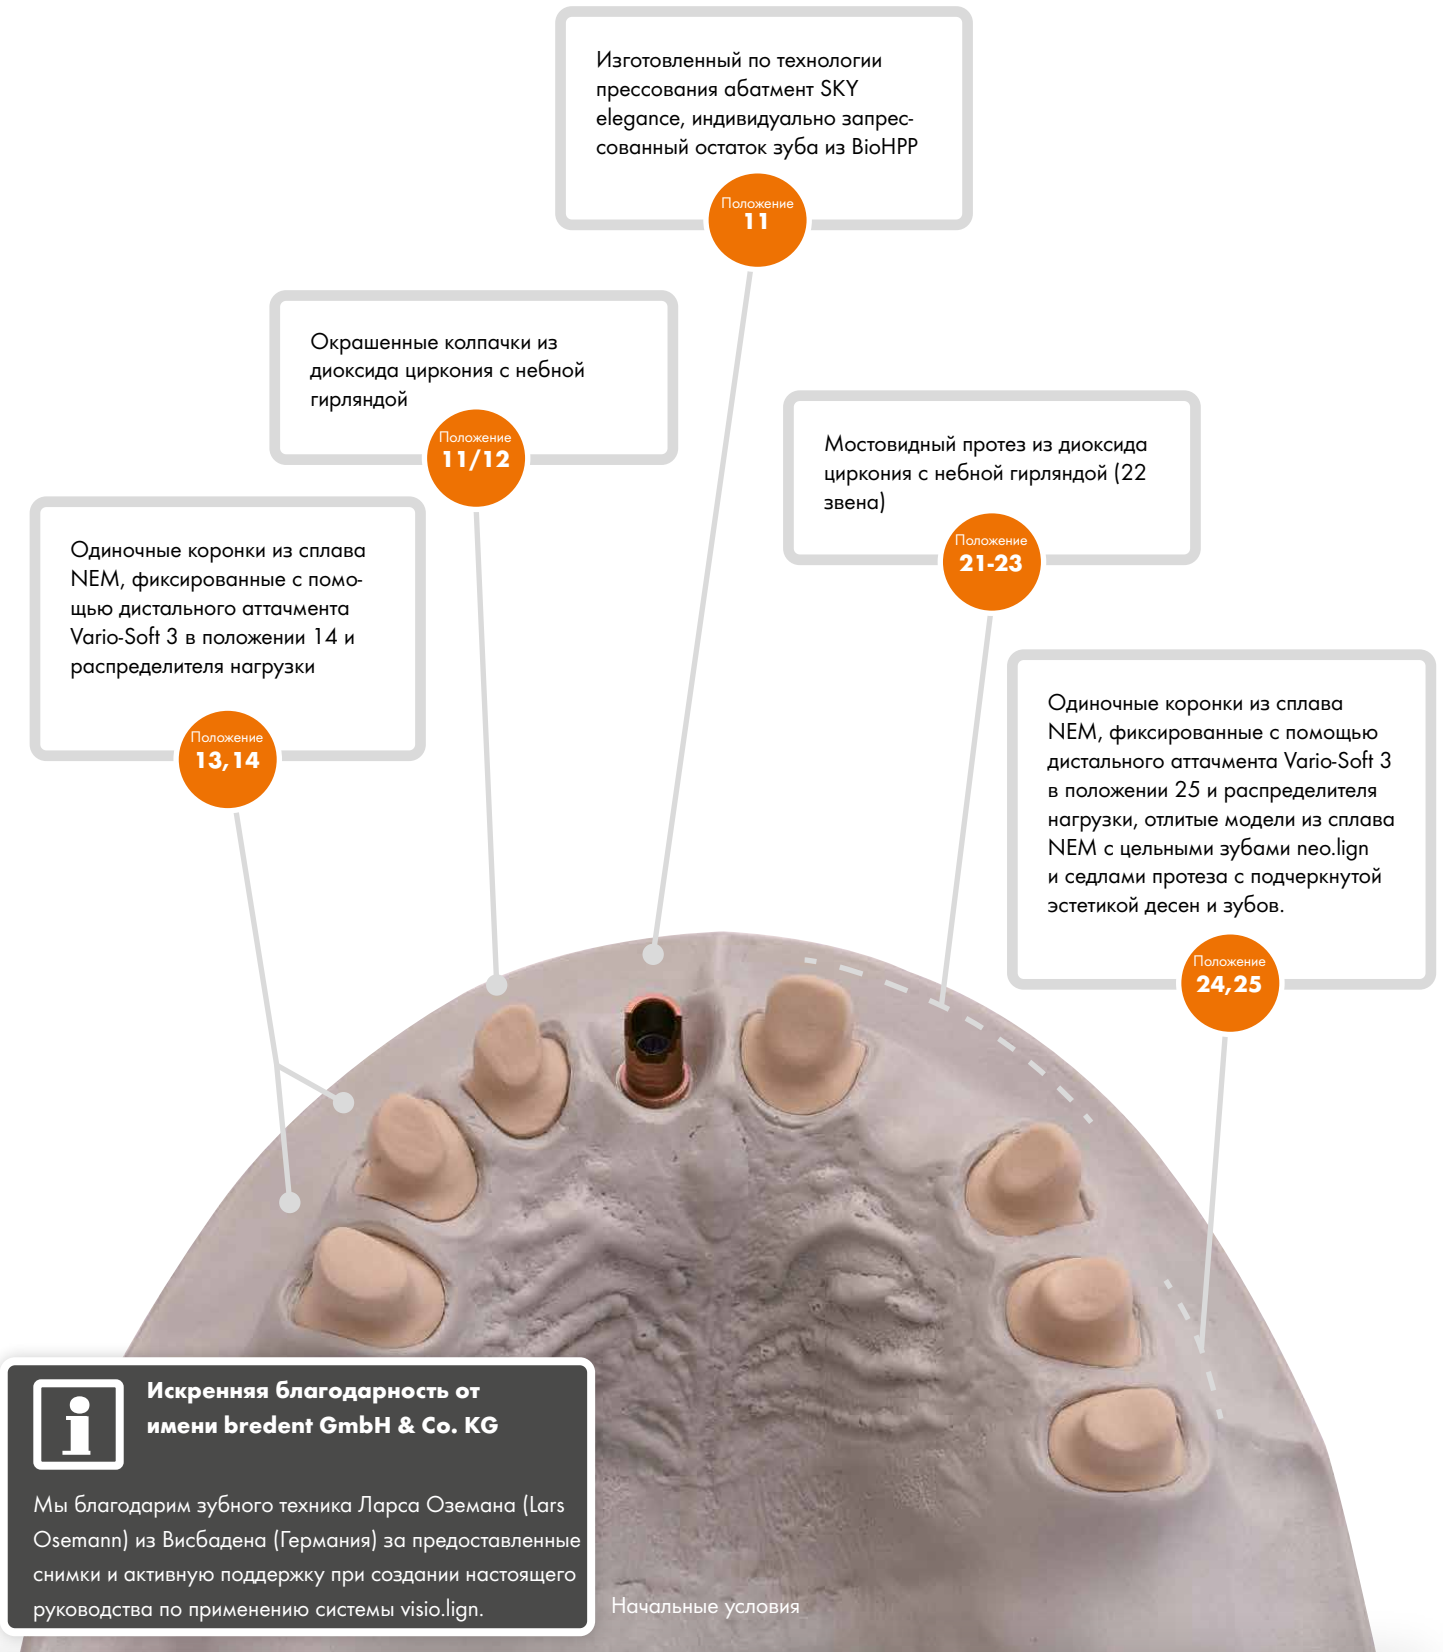 Изготовленный по технологии
прессования абатмент SKY
elegance, индивидуально запрес-
сованный остаток зуба из BioHPP
Положение
11
Окрашенные колпачки из
диоксида циркония с небной
гирляндой
Положение
11/12
Мостовидный протез из диоксида
циркония с небной гирляндой (22
звена)
Положение
21-23
Одиночные коронки из сплава
NEM, фиксированные с помо-
щью дистального аттачмента
Vario-Soft 3 в положении 14 и
распределителя нагрузки
Положение
13,14
Одиночные коронки из сплава
NEM, фиксированные с помощью
дистального аттачмента Vario-Soft 3
в положении 25 и распределителя
нагрузки, отлитые модели из сплава
NEM с цельными зубами neo.lign
и седлами протеза с подчеркнутой
эстетикой десен и зубов.
Положение
24,25
Искренняя благодарность от
имени bredent GmbH & Co. KG
Мы благодарим зубного техника Ларса Оземана (Lars
Osemann) из Висбадена (Германия) за предоставленные
снимки и активную поддержку при создании настоящего
руководства по применению системы visio.lign.
Начальные условия